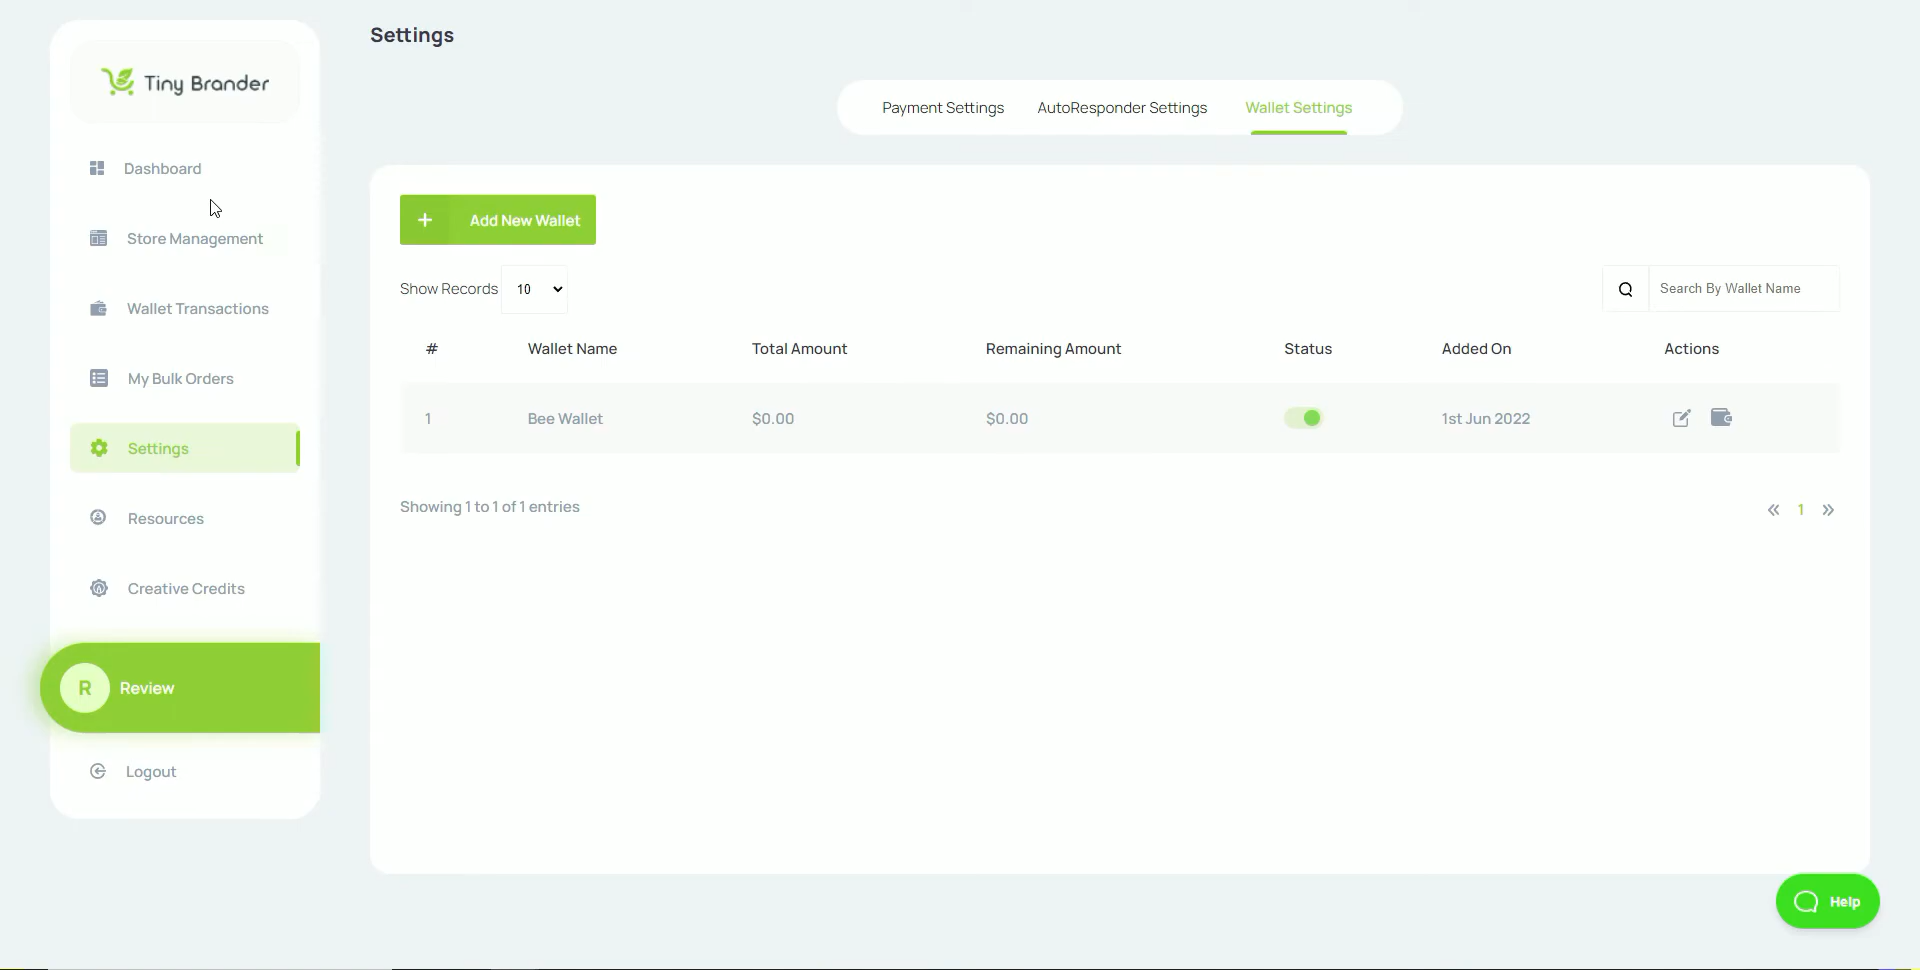 Settings
Tiny Brander
Payment Settings AutoResponder Settings Wallet Settings
Dashboard
Store Management
Wallet Transactions
My Bulk Orders
Settings
Resources
Creative Credits
R Review
Logout
+ Add New Wallet
Show Records 10
Search By Wallet Name
# Wallet Name Total Amount Remaining Amount Status Added On Actions
1 Bee Wallet $0.00 $0.00 1st Jun 2022
Showing 1 to 1 of 1 entries
« 1 »
Help